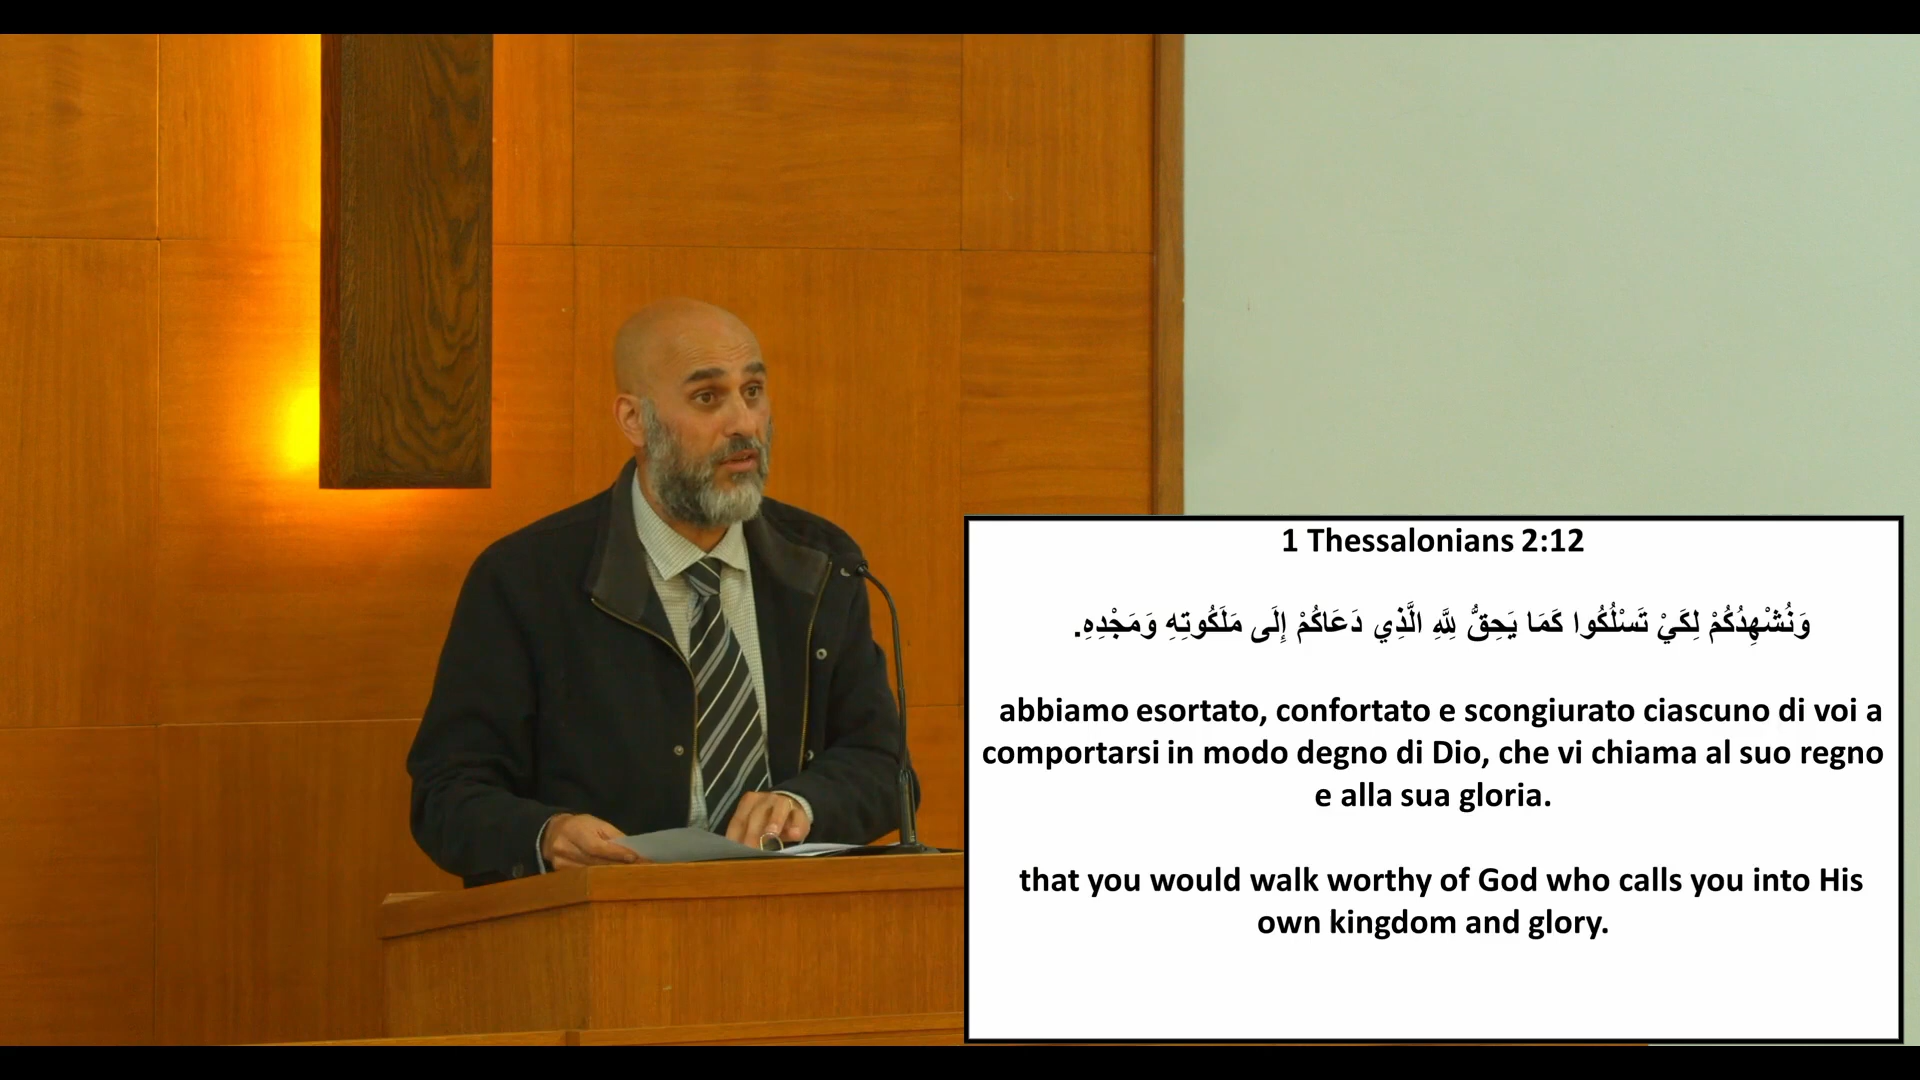 1 Thessalonians 2:12
وَنُشْهِدُكُمْ لِكَيْ تَسْلُكُوا كَمَا يَحِقُّ لِلَّهِ الَّذِي دَعَاكُمْ إِلَى مَلَكُوتِهِ وَمَجْدِهِ.
abbiamo esortato, confortato e scongiurato ciascuno di voi a
comportarsi in modo degno di Dio, che vi chiama al suo regno
e alla sua gloria.
that you would walk worthy of God who calls you into His
own kingdom and glory.